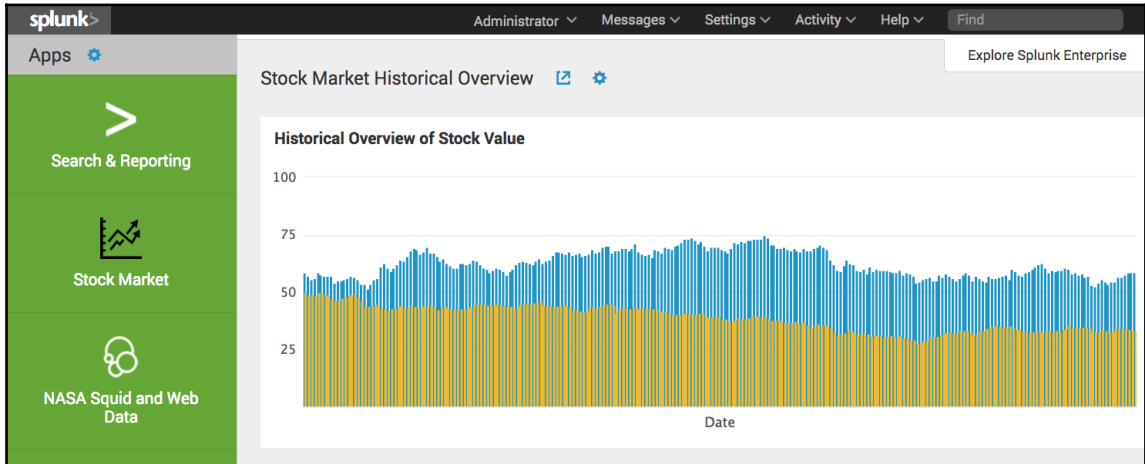 splunk>
Administrator Messages Settings Activity Help Find
Apps
Explore Splunk Enterprise
Stock Market Historical Overview
Search & Reporting
Stock Market
NASA Squid and Web
Data
Historical Overview of Stock Value
100
75
50
25
Date